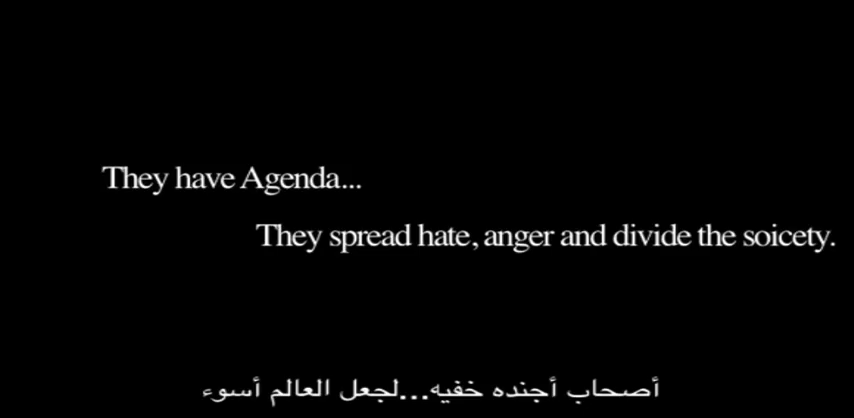 They have Agenda...
They spread hate, anger and divide the soicety.
أصحاب أجنده خفيه...لجعل العالم أسوء